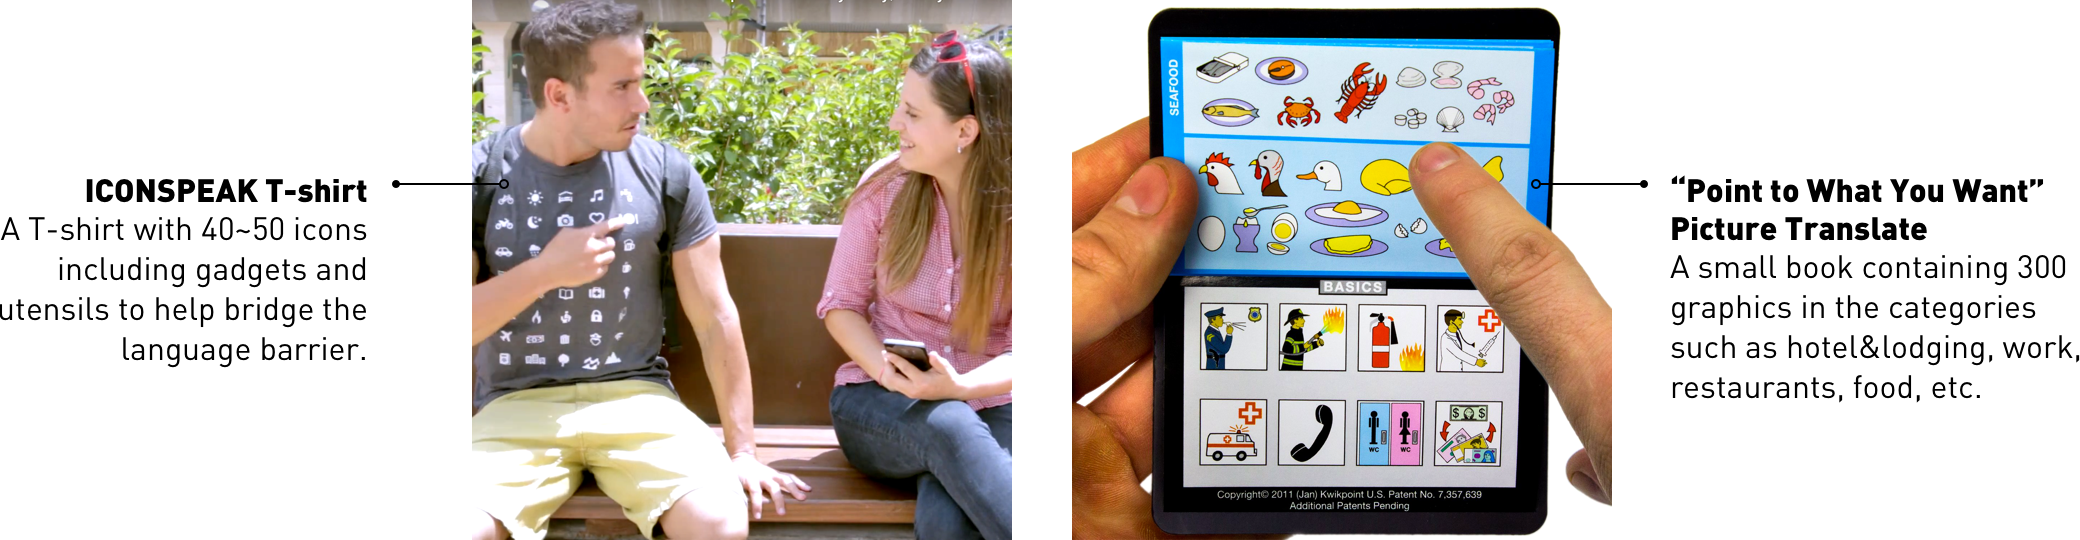 ICONSPEAK T-shirt
A T-shirt with 40~50 icons
including gadgets and
utensils to help bridge the
language barrier.
SEAFOOD
BASICS
WC
WC
$ $
Copyright© 2011 (Jan) Kwikpoint U.S. Patent No. 7,357,639
Additional Patents Pending
“Point to What You Want”
Picture Translate
A small book containing 300
graphics in the categories
such as hotel&lodging, work,
restaurants, food, etc.